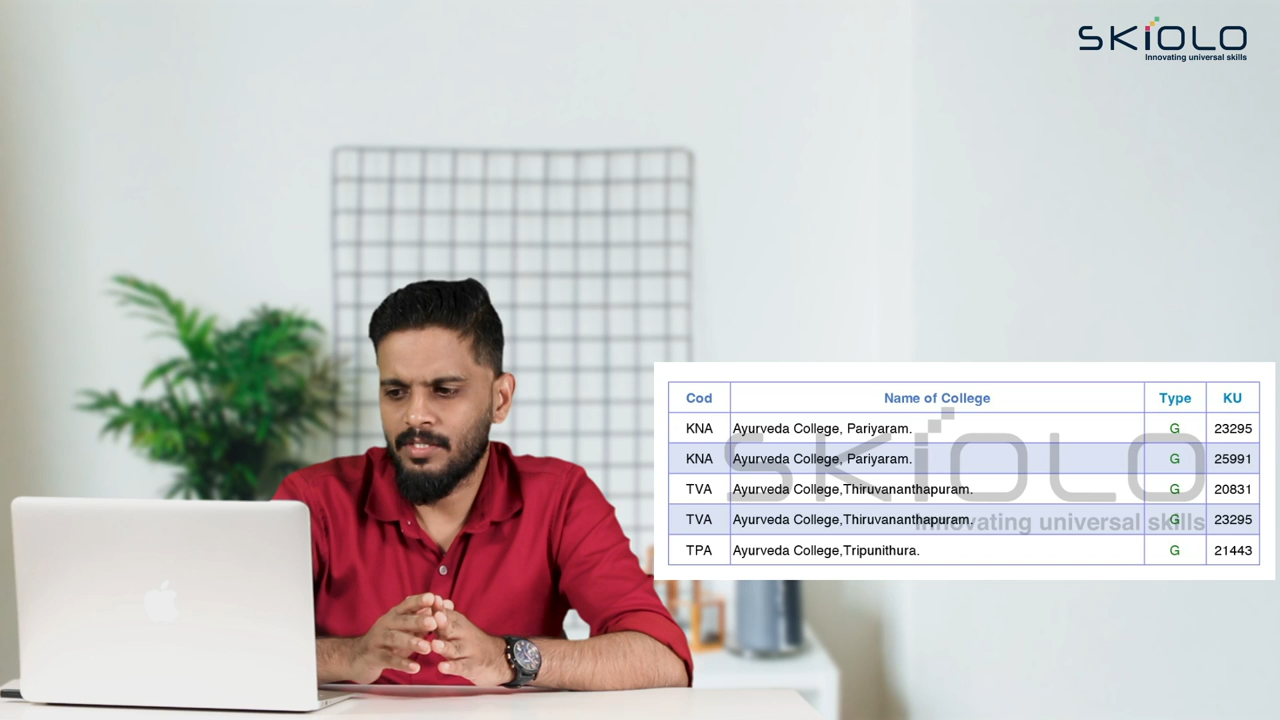 SKiOLO
Innovating universal skills
Cod Name of College Type KU
KNA Ayurveda College, Pariyaram. G 23295
KNA Ayurveda College, Pariyaram. G 25991
TVA Ayurveda College,Thiruvananthapuram. G 20831
TVA Ayurveda College,Thiruvananthapuram. G 23295
TPA Ayurveda College,Tripunithura. G 21443
SKiOLO
Innovating universal skills